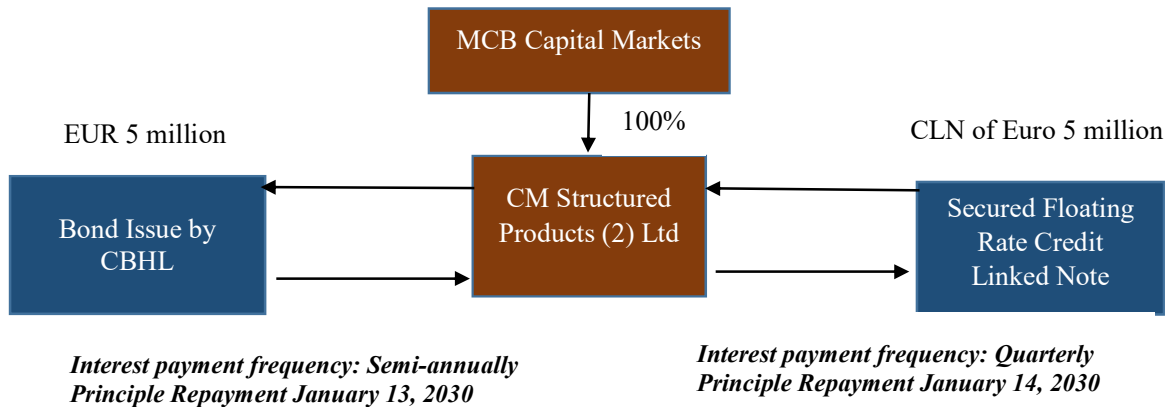 MCB Capital Markets
100%
EUR 5 million
CLN of Euro 5 million
Bond Issue by
CBHL
CM Structured
Products (2) Ltd
Secured Floating
Rate Credit
Linked Note
Interest payment frequency: Semi-annually
Principle Repayment January 13, 2030
Interest payment frequency: Quarterly
Principle Repayment January 14, 2030